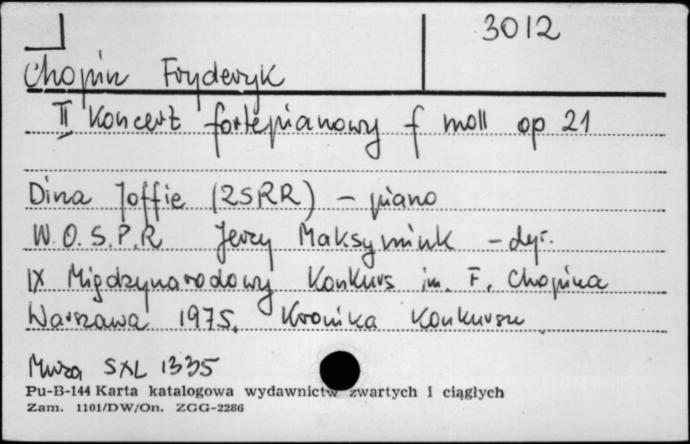 3012
Chopin Fryderyk
II Koncert fortepianowy f moll op 21
Dina Joffie (ZSRR) – piano
W.O.S.P.R Jerzy Maksymiuk – dyr.
IX Międzynarodowy Konkurs im. F. Chopina
Warszawa 1975. Kronika Konkursu
Muza SXL 1335
Pu-B-144 Karta katalogowa wydawnictw zwartych i ciągłych
Zam. 1101/DW/On. ZGG-2286